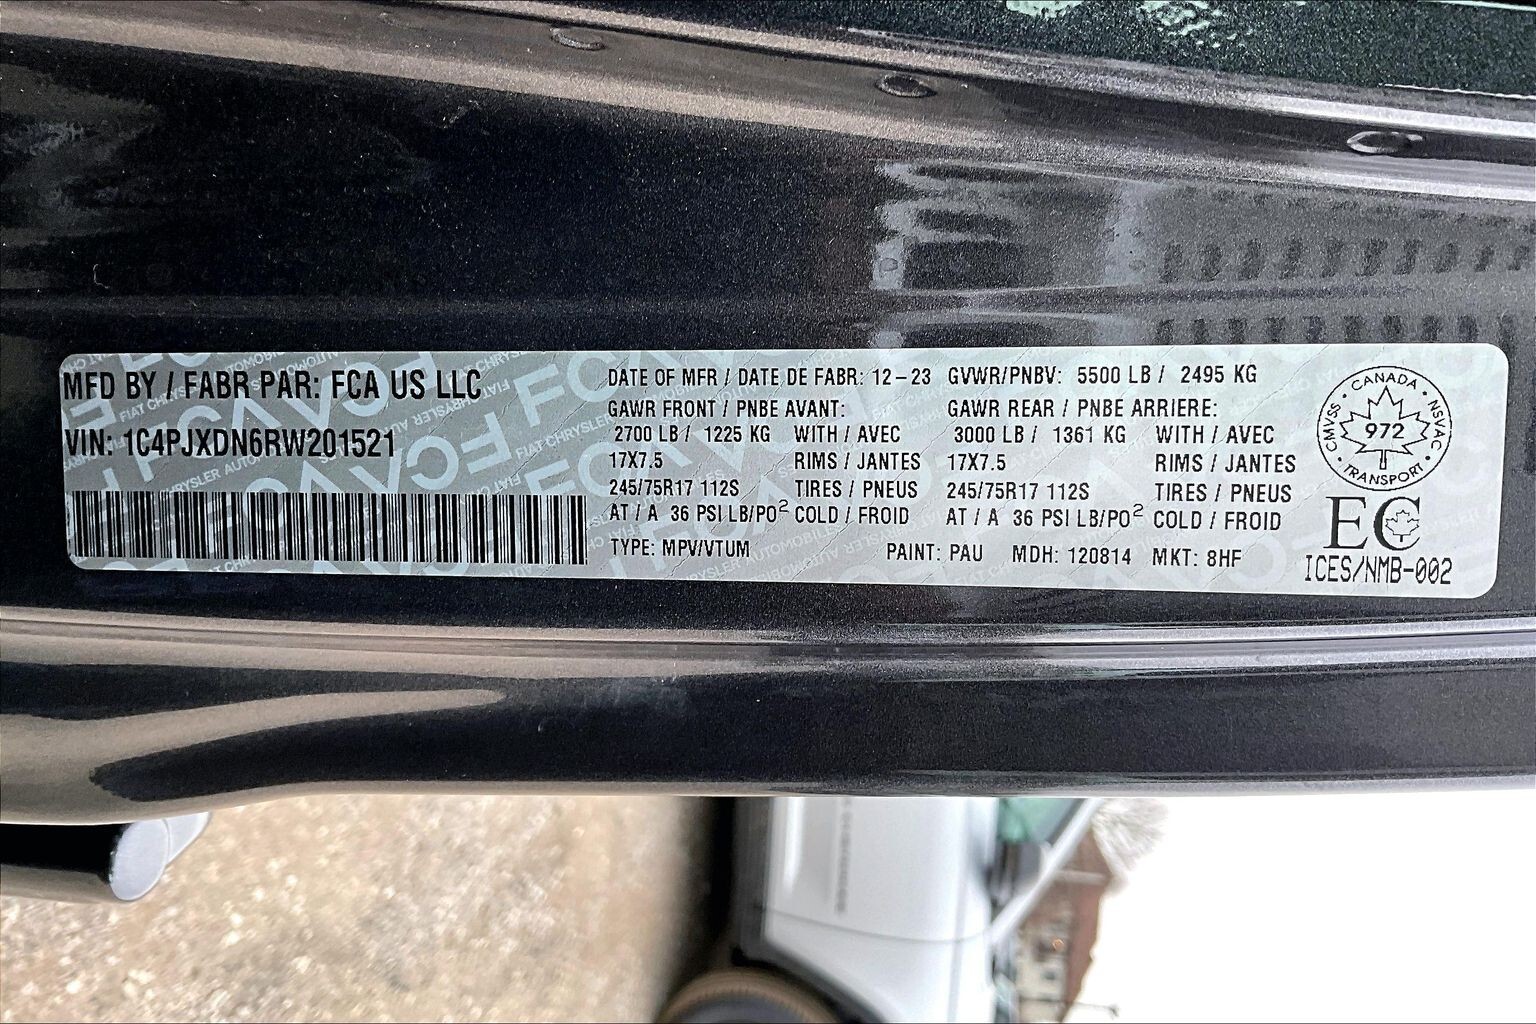 MFD BY / FABR PAR: FCA US LLC
VIN: 1C4PJXDN6RW201521
DATE OF MFR / DATE DE FABR: 12-23
GAWR FRONT / PNBE AVANT:
2700 LB / 1225 KG WITH / AVEC
17X7.5 RIMS / JANTES
245/75R17 112S TIRES / PNEUS
AT / A 36 PSI LB/PO² COLD / FROID
TYPE: MPV/VTUM
GVWR/PNBV: 5500 LB / 2495 KG
GAWR REAR / PNBE ARRIERE:
3000 LB / 1361 KG WITH / AVEC
17X7.5 RIMS / JANTES
245/75R17 112S TIRES / PNEUS
AT / A 36 PSI LB/PO² COLD / FROID
PAINT: PAU MDH: 120814 MKT: 8HF
CANADA
CMVSS · NSVAC
972
TRANSPORT
EC
ICES/NMB-002